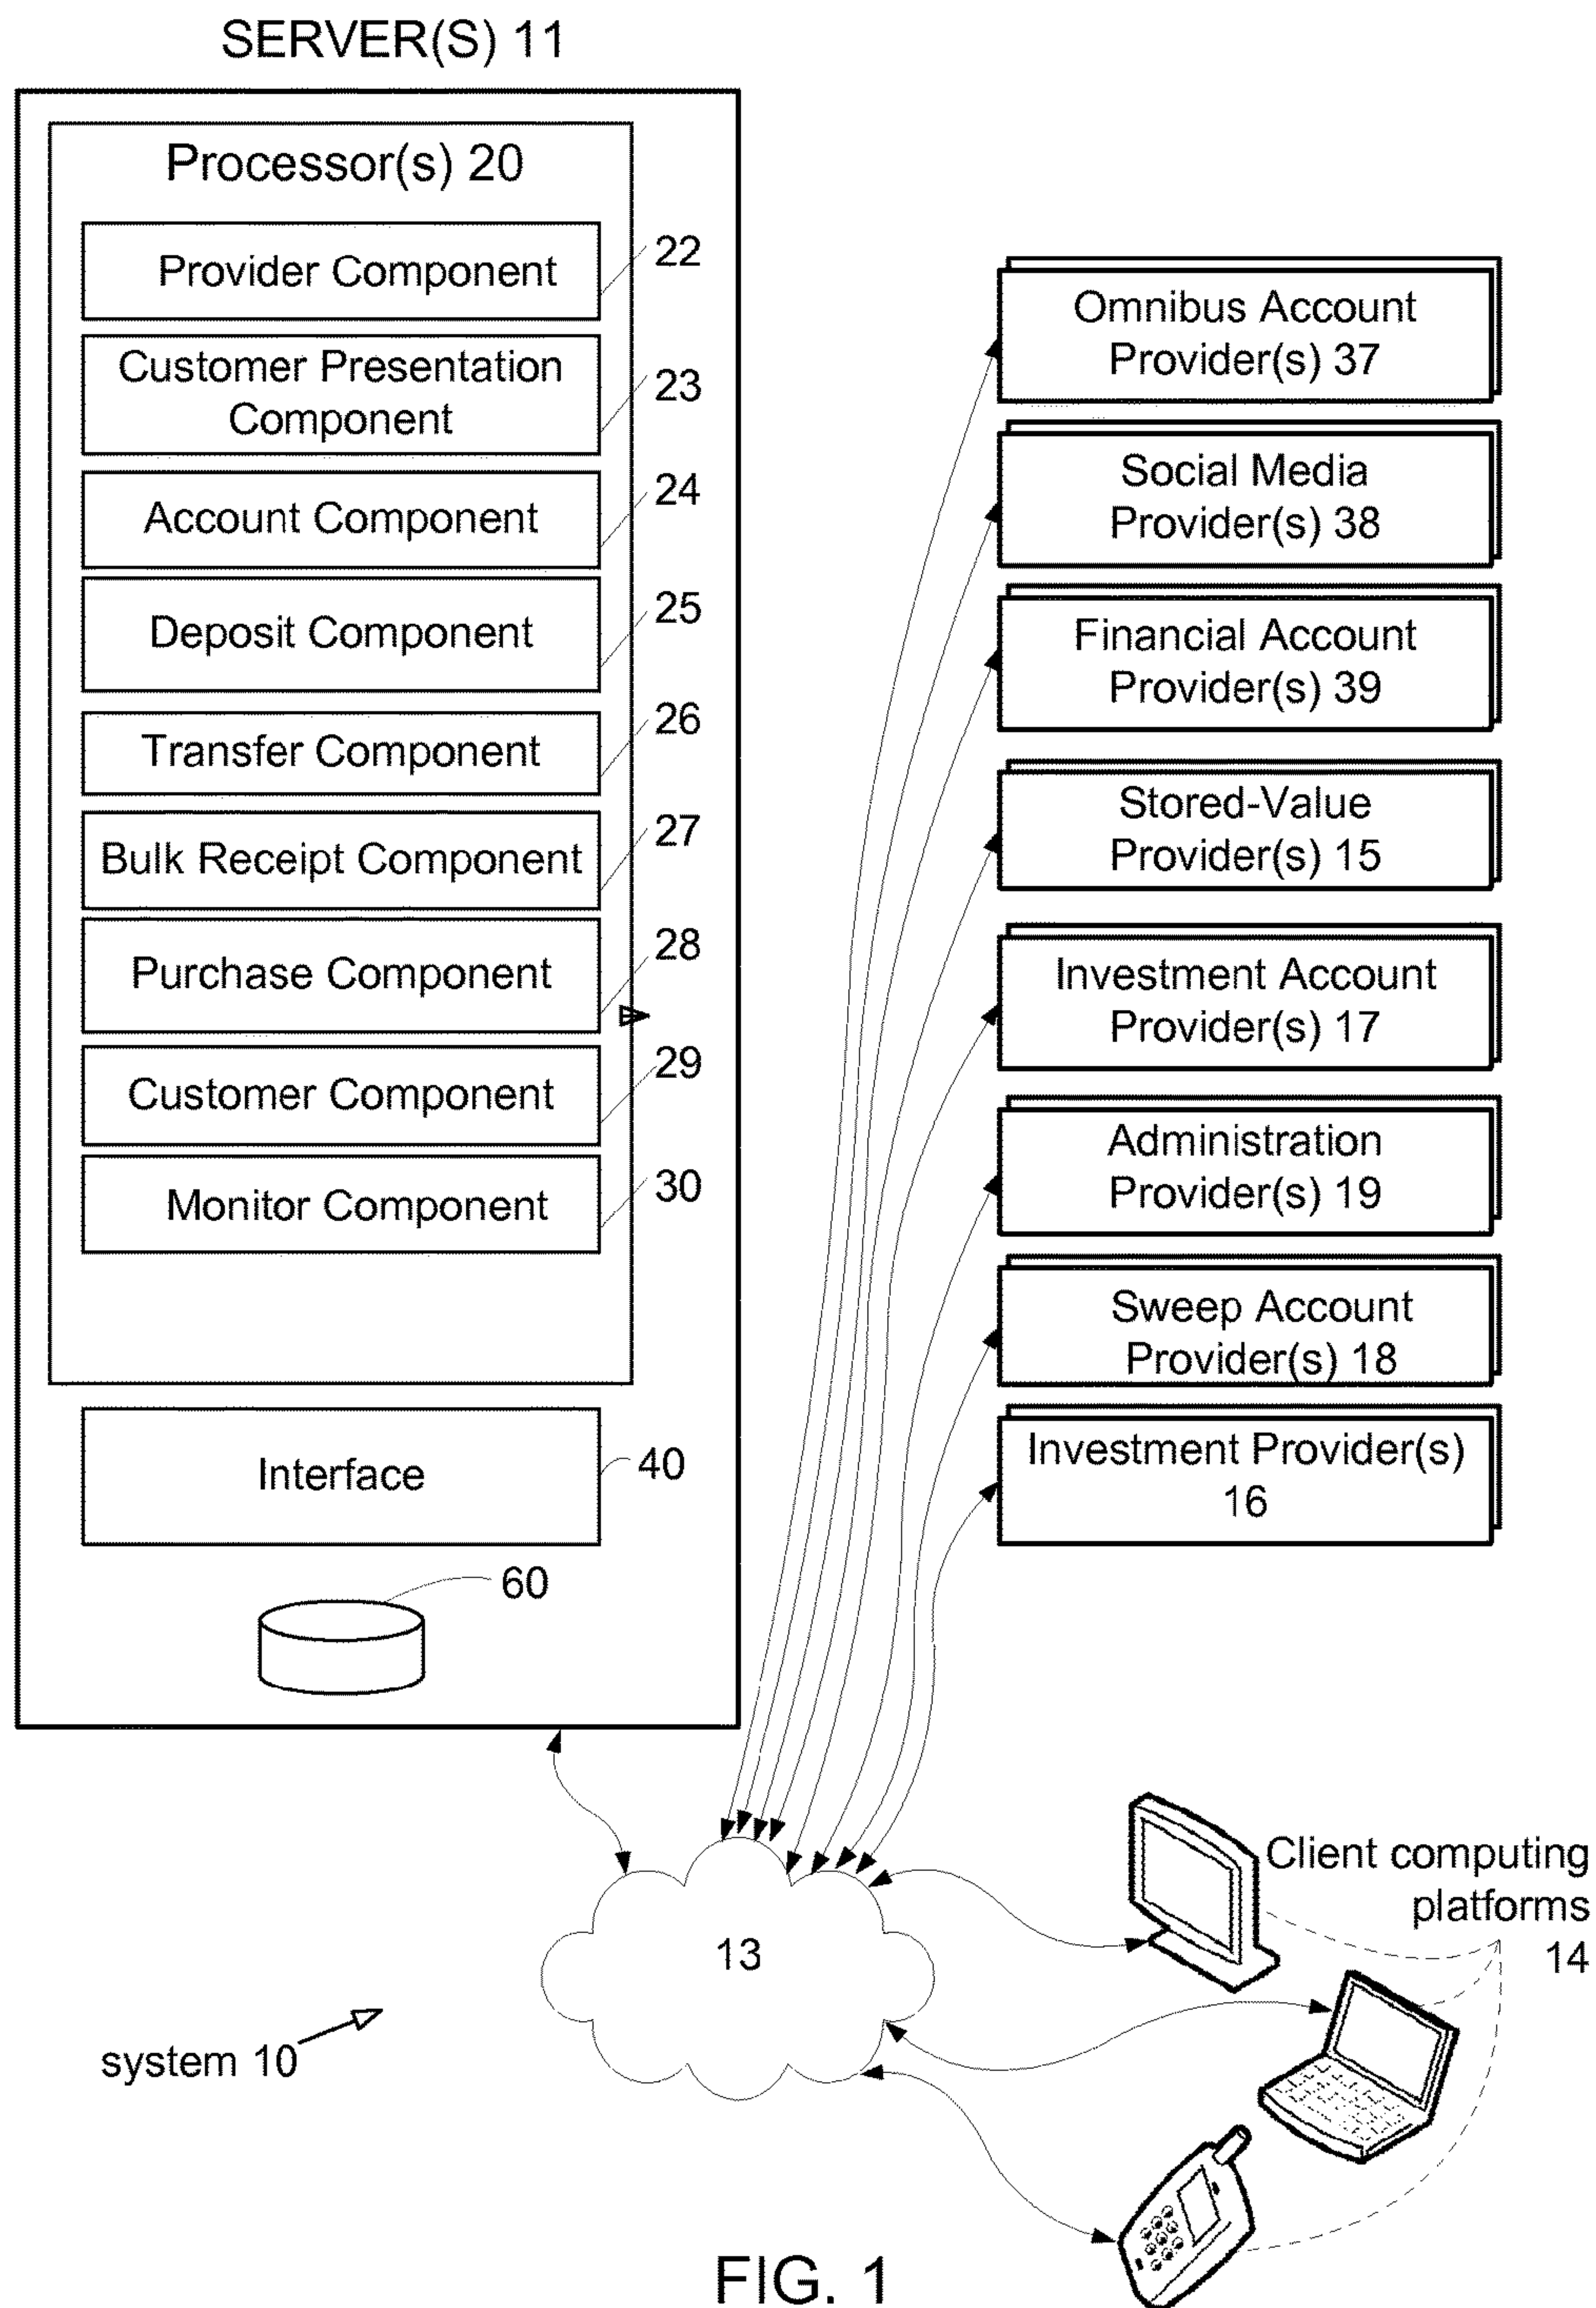 SERVER(S) 11
Processor(s) 20
Provider Component
22
Customer Presentation
Component
23
Account Component
24
Deposit Component
25
Transfer Component
26
Bulk Receipt Component
27
Purchase Component
28
Customer Component
29
Monitor Component
30
Interface
40
60
Omnibus Account
Provider(s) 37
Social Media
Provider(s) 38
Financial Account
Provider(s) 39
Stored-Value
Provider(s) 15
Investment Account
Provider(s) 17
Administration
Provider(s) 19
Sweep Account
Provider(s) 18
Investment Provider(s)
16
13
Client computing
platforms
14
system 10
FIG. 1